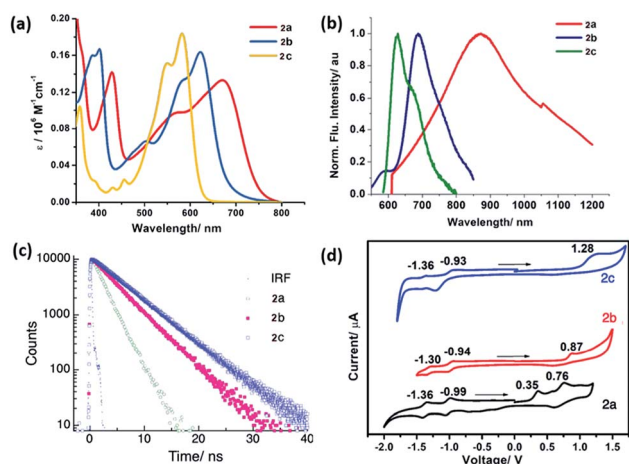 (a)
2a
2b
2c
ε / 10⁶ M⁻¹cm⁻¹
0.20
0.16
0.12
0.08
0.04
0.00
400 500 600 700 800
Wavelength/ nm
(b)
2a
2b
2c
Norm. Flu. Intensity/ au
1.0
0.8
0.6
0.4
0.2
0.0
600 700 800 900 1000 1100 1200
Wavelength/ nm
(c)
IRF
2a
2b
2c
Counts
10000
1000
100
10
0 10 20 30 40
Time/ ns
(d)
1.28
-1.36 -0.93
2c
2b
-1.30 -0.94
0.87
-1.36 -0.99
0.35 0.76
2a
Current/ µA
-2.0 -1.5 -1.0 -0.5 0.0 0.5 1.0 1.5
Voltage/ V